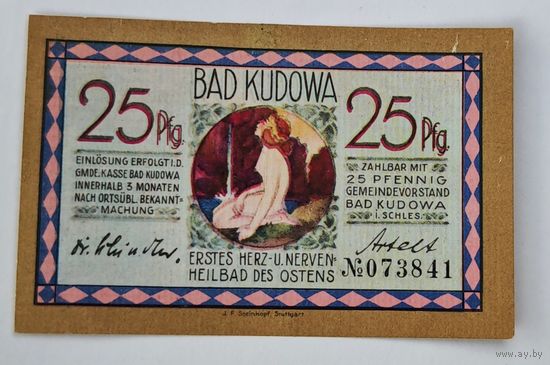 BAD KUDOWA
25 Pfg.
EINLÖSUNG ERFOLGT I.D.
GMDE. KASSE BAD KUDOWA
INNERHALB 3 MONATEN
NACH ORTSÜBL. BEKANNT-
MACHUNG
25 Pfg.
ZAHLBAR MIT
25 PFENNIG
GEMEINDEVORSTAND
BAD KUDOWA
I. SCHLES.
ERSTES HERZ- U. NERVEN-
HEILBAD DES OSTENS
№073841
J. F. Steinkopf, Stuttgart
www.ay.by